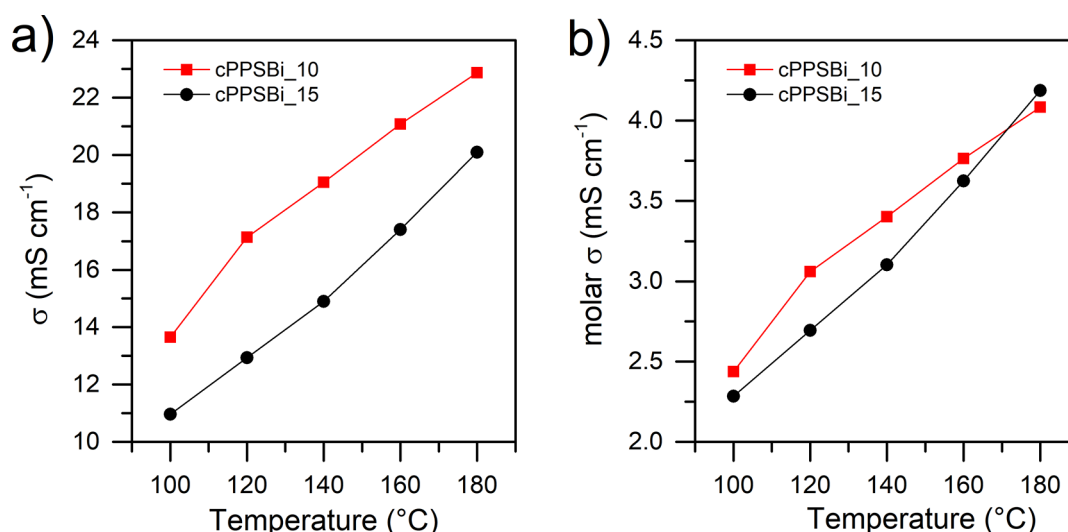 a)
σ (mS cm⁻¹)
24
22
20
18
16
14
12
10
cPPSBi_10
cPPSBi_15
100 120 140 160 180
Temperature (°C)
b)
molar σ (mS cm⁻¹)
4.5
4.0
3.5
3.0
2.5
2.0
cPPSBi_10
cPPSBi_15
100 120 140 160 180
Temperature (°C)